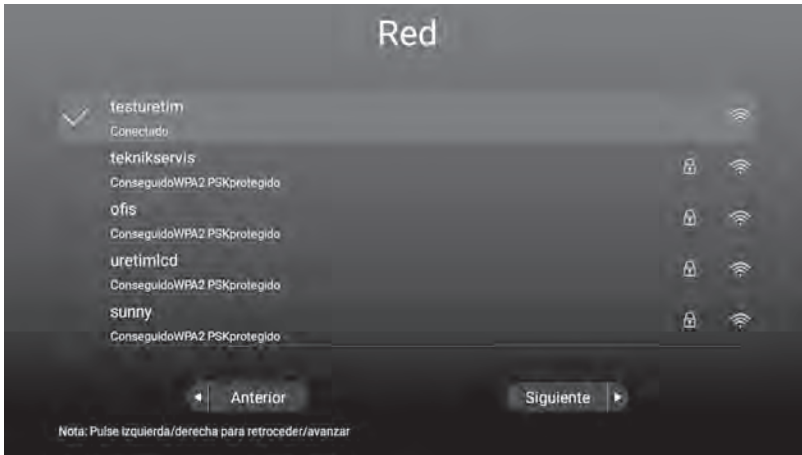 Red
testuretim
Conectado
teknikservis
ConseguidoWPA2 PSKprotegido
ofis
ConseguidoWPA2 PSKprotegido
uretimlcd
ConseguidoWPA2 PSKprotegido
sunny
ConseguidoWPA2 PSKprotegido
Anterior
Siguiente
Nota: Pulse izquierda/derecha para retroceder/avanzar